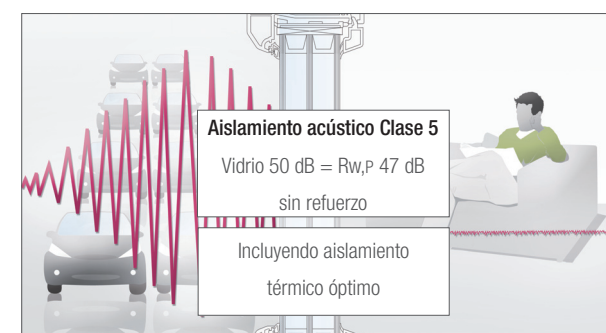 Aislamiento acústico Clase 5
Vidrio 50 dB = Rw,P 47 dB
sin refuerzo
Incluyendo aislamiento
térmico óptimo